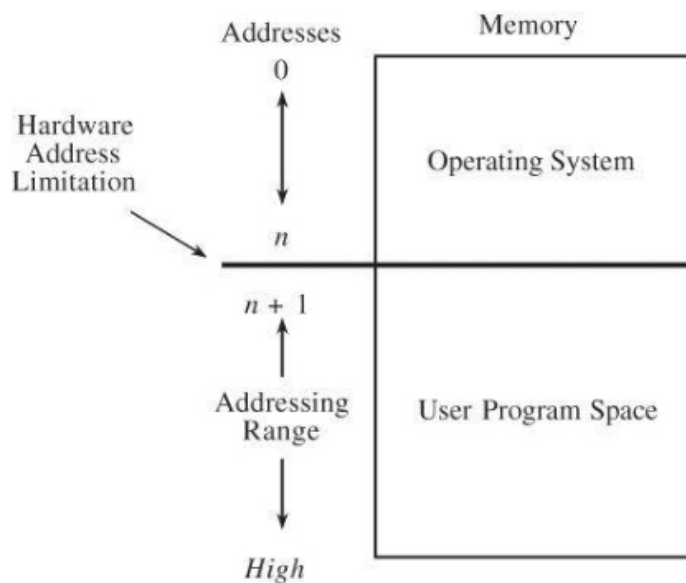 Addresses
Memory
0
Hardware
Address
Limitation
Operating System
n
n + 1
Addressing
Range
User Program Space
High